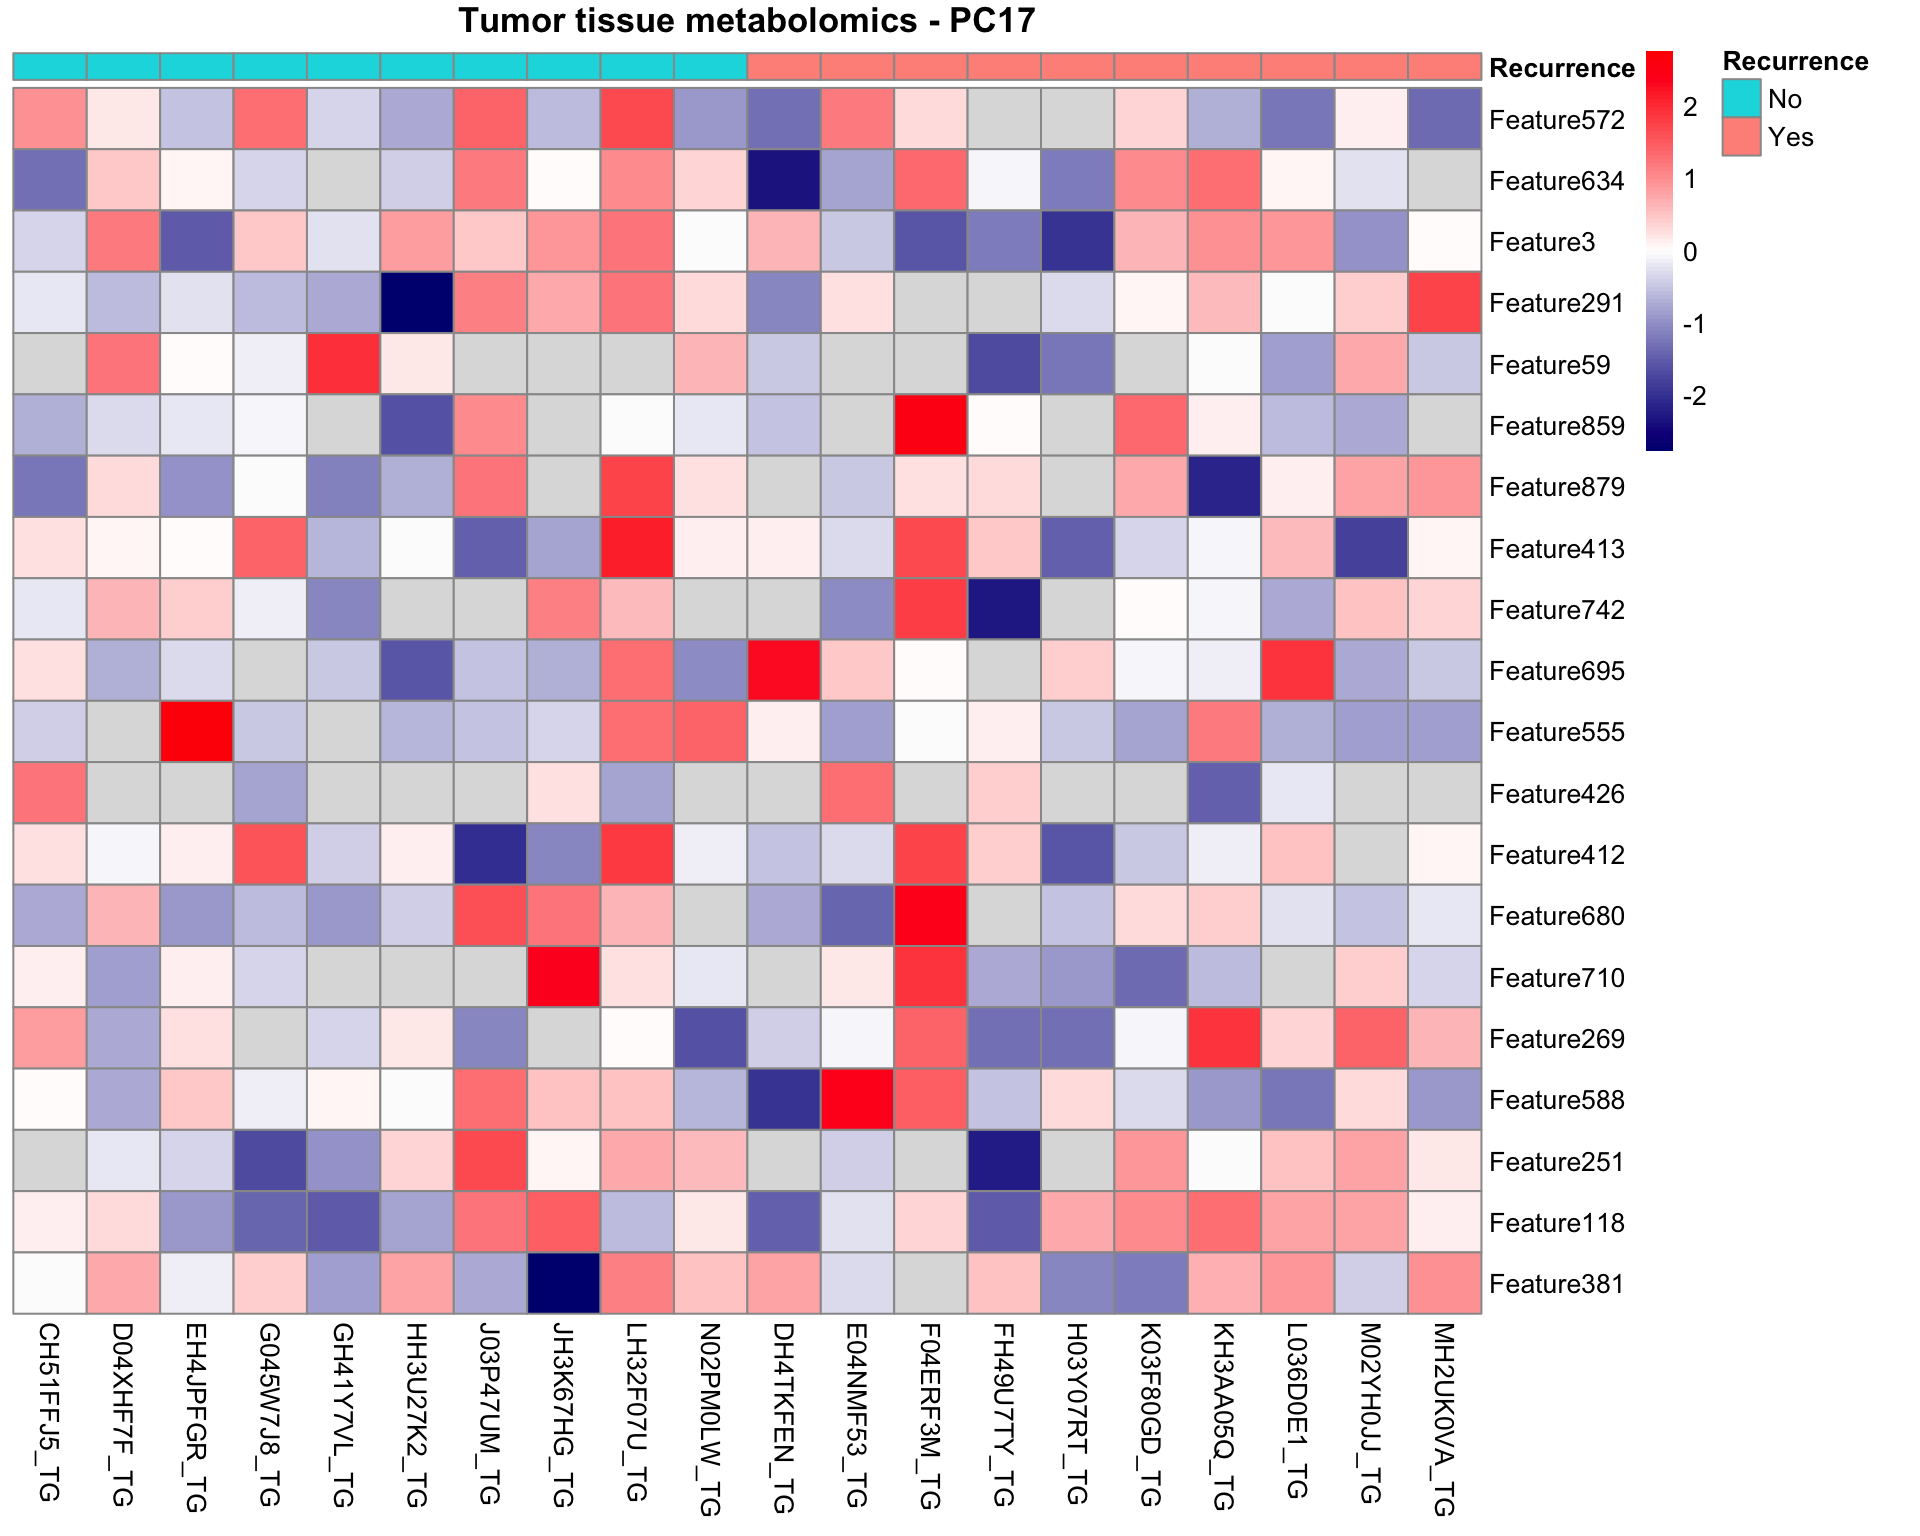 Tumor tissue metabolomics - PC17
Recurrence
Feature572
Feature634
Feature3
Feature291
Feature59
Feature859
Feature879
Feature413
Feature742
Feature695
Feature555
Feature426
Feature412
Feature680
Feature710
Feature269
Feature588
Feature251
Feature118
Feature381
CH51FFJ5_TG
D04XHF7F_TG
EH4JPFGR_TG
G045W7J8_TG
GH41Y7VL_TG
HH3U27K2_TG
J03P47UM_TG
JH3K67HG_TG
LH32F07U_TG
N02PM0LW_TG
DH4TKFEN_TG
E04NMF53_TG
F04ERF3M_TG
FH49U7TY_TG
H03Y07RT_TG
K03F80GD_TG
KH3AA05Q_TG
L036D0E1_TG
M02YH0JJ_TG
MH2UK0VA_TG
2
1
0
-1
-2
Recurrence
No
Yes